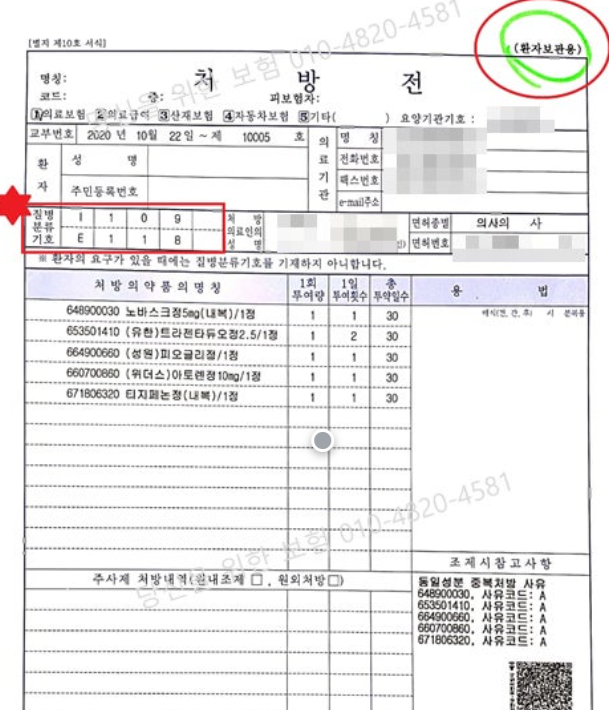 [별지 제10호 서식]
(환자보관용)
처 방 전
명칭:
코드: 증: 피보험자:
1의료보험 2의료급여 3산재보험 4자동차보험 5기타( ) 요양기관기호 :
교부번호 2020 년 10월 22일 ~ 제 10005 호
환자 성 명
주민등록번호
의료기관 명 칭
전화번호
팩스번호
e-mail주소
질병분류기호 I 1 0 9
E 1 1 8
처 방 의료인의 성 명
면허종별 의사의 사
면허번호
※ 환자의 요구가 있을 때에는 질병분류기호를 기재하지 아니합니다.
처 방 의 약 품 의 명 칭 1회 투여량 1일 투여횟수 총 투약일수 용 법
648900030 노바스크정5mg(내복)/1정 1 1 30
653501410 (유한)트라젠타듀오정2.5/1정 1 2 30
664900660 (성원)피오글리정/1정 1 1 30
660700860 (위더스)아토렌정10mg/1정 1 1 30
671806320 티지페논정(내복)/1정 1 1 30
매식(전, 간, 후) 시 분복용
조 제 시 참 고 사 항
주사제 처방내역(원내조제 □, 원외처방 □)
동일성분 중복처방 사유
648900030, 사유코드: A
653501410, 사유코드: A
664900660, 사유코드: A
660700860, 사유코드: A
671806320, 사유코드: A
당신을 위한 보험 010-4820-4581
당신을 위한 보험 010-4820-4581